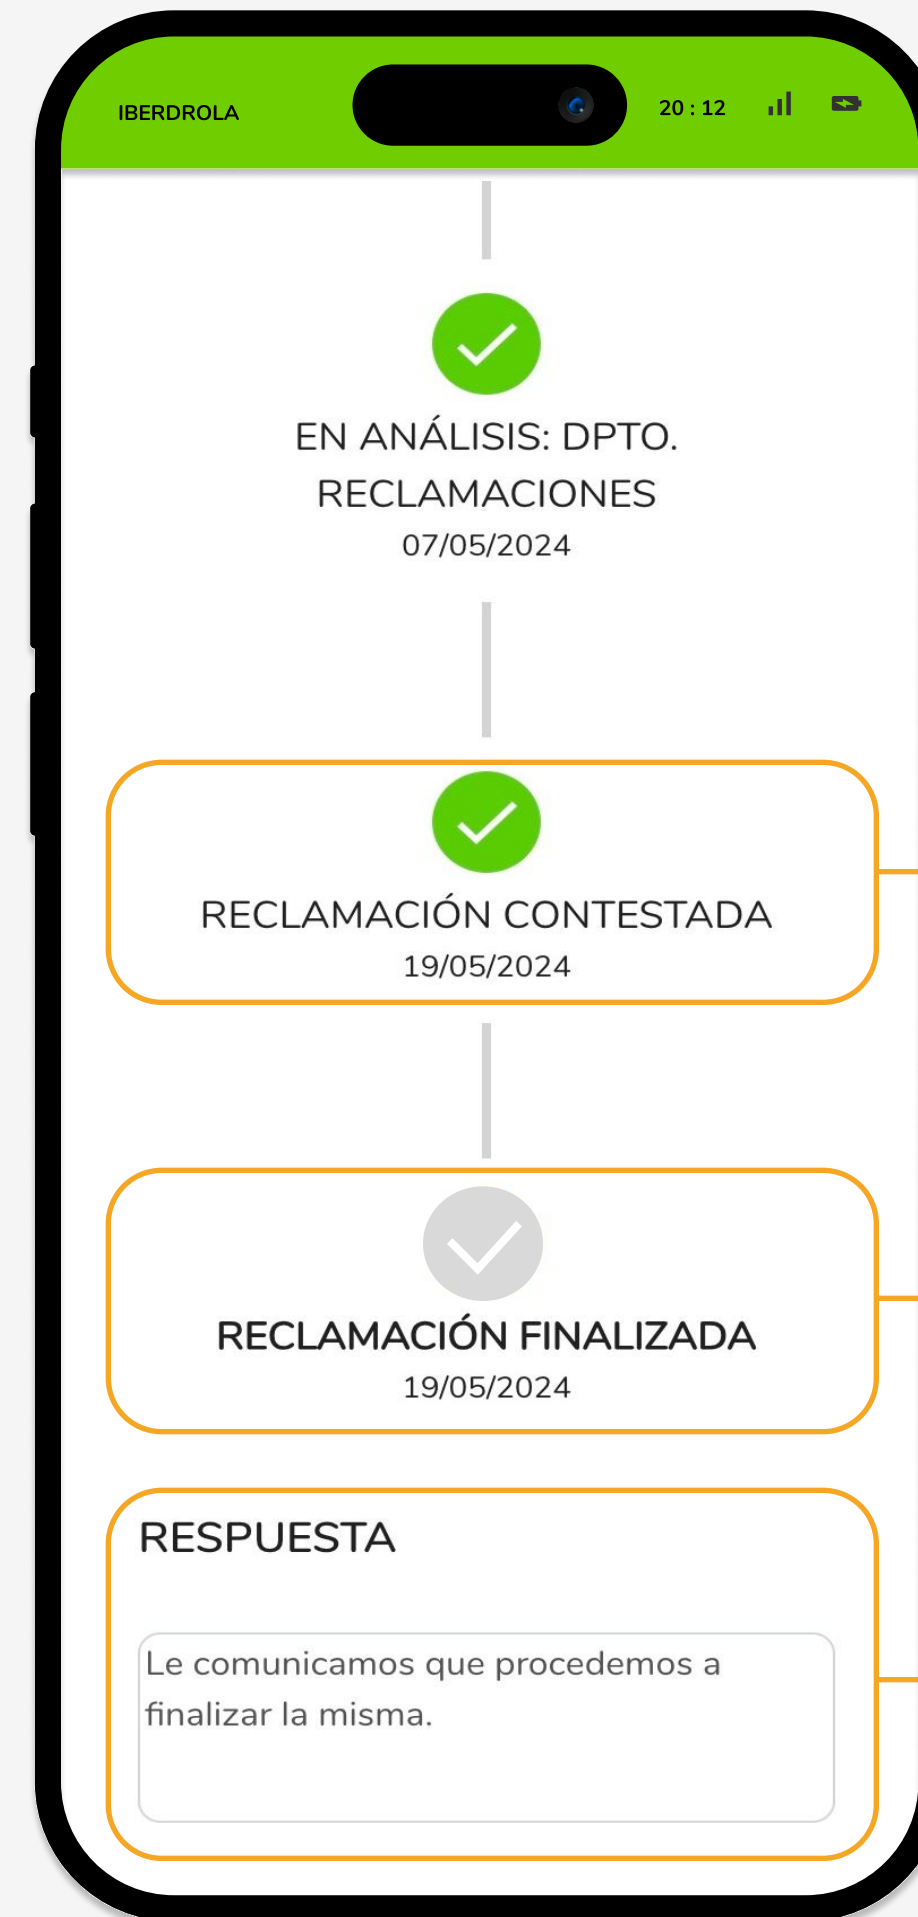 IBERDROLA
20 : 12
EN ANÁLISIS: DPTO.
RECLAMACIONES
07/05/2024
RECLAMACIÓN CONTESTADA
19/05/2024
RECLAMACIÓN FINALIZADA
19/05/2024
RESPUESTA
Le comunicamos que procedemos a
finalizar la misma.